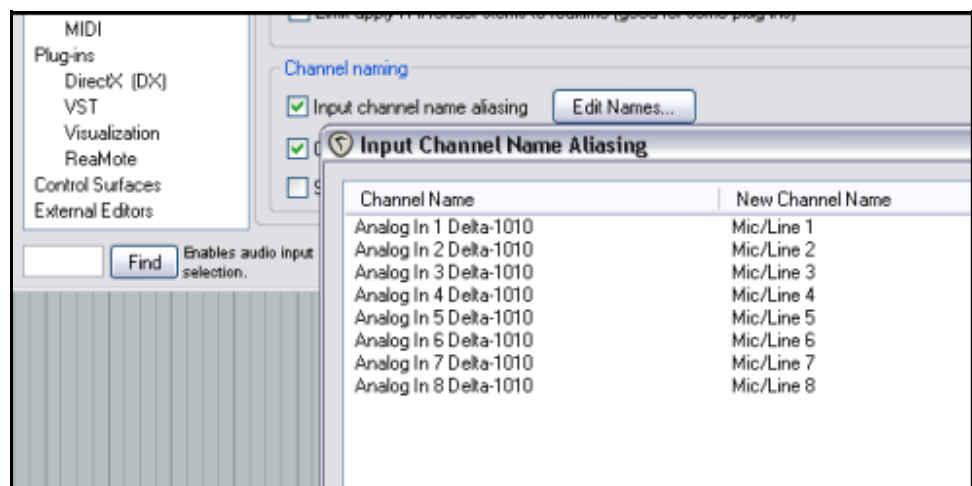 MIDI
Plug-ins
DirectX (DX)
VST
Visualization
ReaMote
Control Surfaces
External Editors
Find
Enables audio input
selection.
Channel naming
Input channel name aliasing
Edit Names...
Input Channel Name Aliasing
Channel Name New Channel Name
Analog In 1 Delta-1010 Mic/Line 1
Analog In 2 Delta-1010 Mic/Line 2
Analog In 3 Delta-1010 Mic/Line 3
Analog In 4 Delta-1010 Mic/Line 4
Analog In 5 Delta-1010 Mic/Line 5
Analog In 6 Delta-1010 Mic/Line 6
Analog In 7 Delta-1010 Mic/Line 7
Analog In 8 Delta-1010 Mic/Line 8